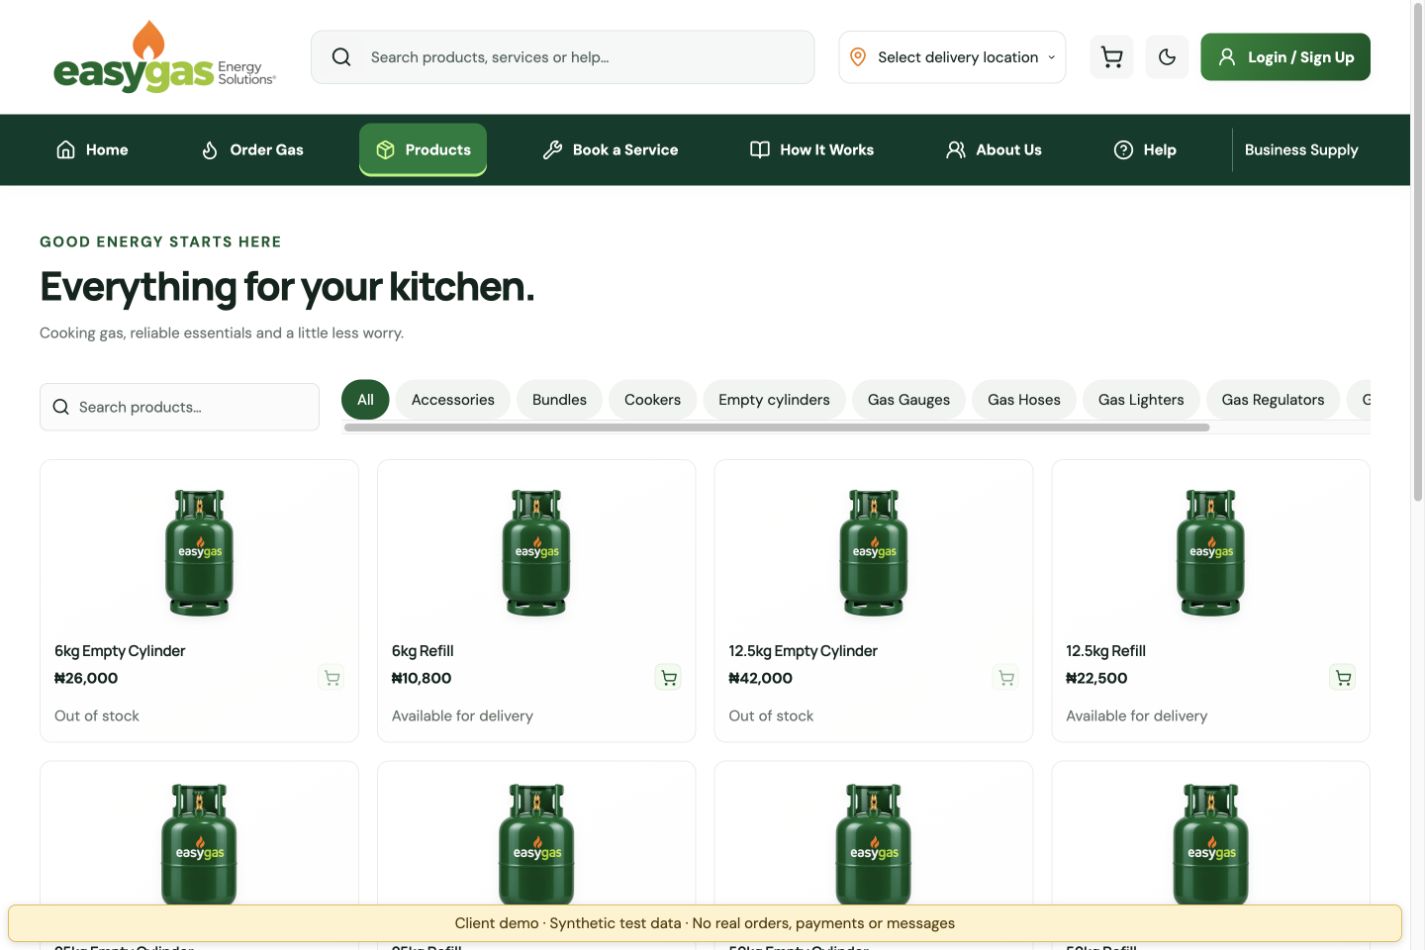 easygas Energy Solutions
Search products, services or help...
Select delivery location
Login / Sign Up
Home
Order Gas
Products
Book a Service
How It Works
About Us
Help
Business Supply
GOOD ENERGY STARTS HERE
Everything for your kitchen.
Cooking gas, reliable essentials and a little less worry.
Search products...
All
Accessories
Bundles
Cookers
Empty cylinders
Gas Gauges
Gas Hoses
Gas Lighters
Gas Regulators
easygas
easygas
easygas
easygas
6kg Empty Cylinder
₦26,000
Out of stock
6kg Refill
₦10,800
Available for delivery
12.5kg Empty Cylinder
₦42,000
Out of stock
12.5kg Refill
₦22,500
Available for delivery
easygas
easygas
easygas
easygas
Client demo · Synthetic test data · No real orders, payments or messages